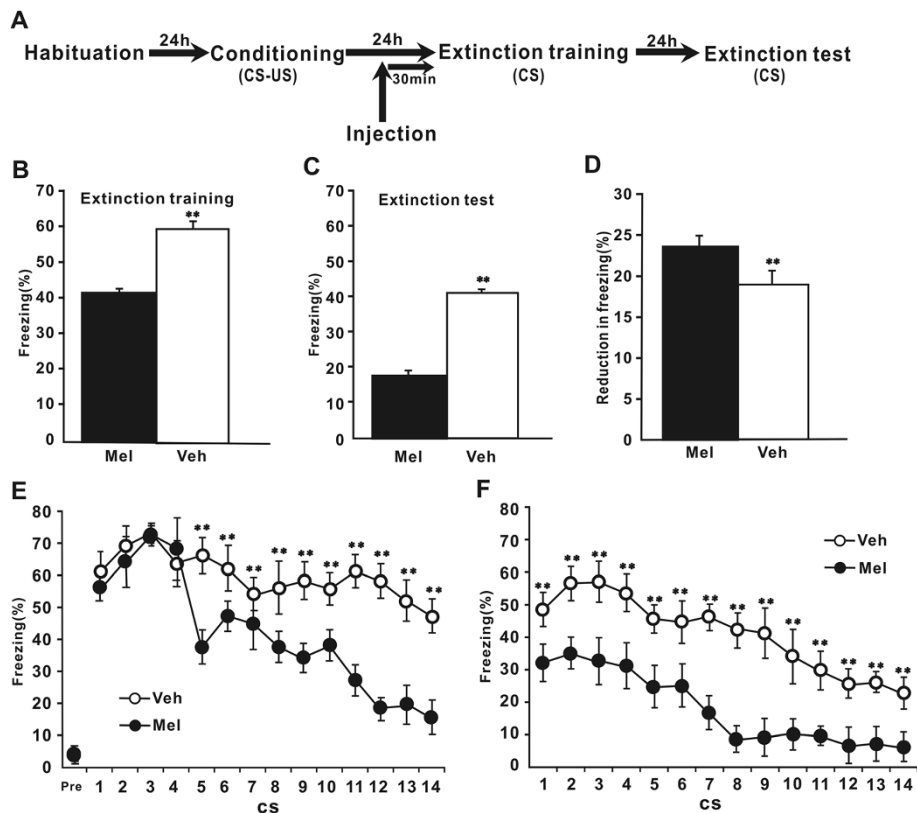 A
Habituation 24h Conditioning 24h Extinction training 24h Extinction test
(CS-US) 30min (CS) (CS)
Injection
B
Extinction training
**
Freezing(%)
70
60
50
40
30
20
10
0
Mel Veh
C
Extinction test
**
Freezing(%)
70
60
50
40
30
20
10
0
Mel Veh
D
**
Reduction in freezing(%)
30
25
20
15
10
5
0
Mel Veh
E
Freezing(%)
80
70
60
50
40
30
20
10
0
** ** ** ** ** ** ** ** ** **
Veh
Mel
Pre 1 2 3 4 5 6 7 8 9 10 11 12 13 14
CS
F
Freezing(%)
80
70
60
50
40
30
20
10
0
Veh
Mel
** ** ** ** ** ** ** ** ** ** ** ** ** **
1 2 3 4 5 6 7 8 9 10 11 12 13 14
CS